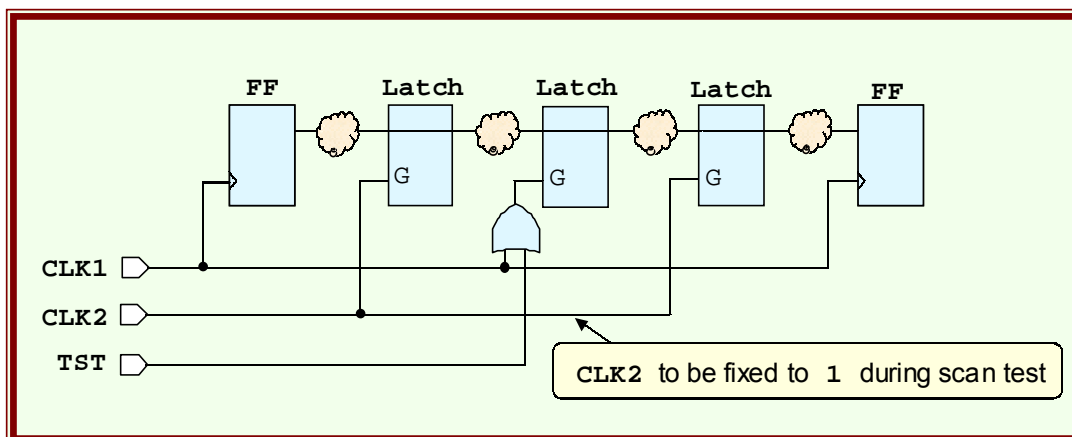 FF Latch Latch Latch FF
G G G
CLK1
CLK2
TST
CLK2 to be fixed to 1 during scan test